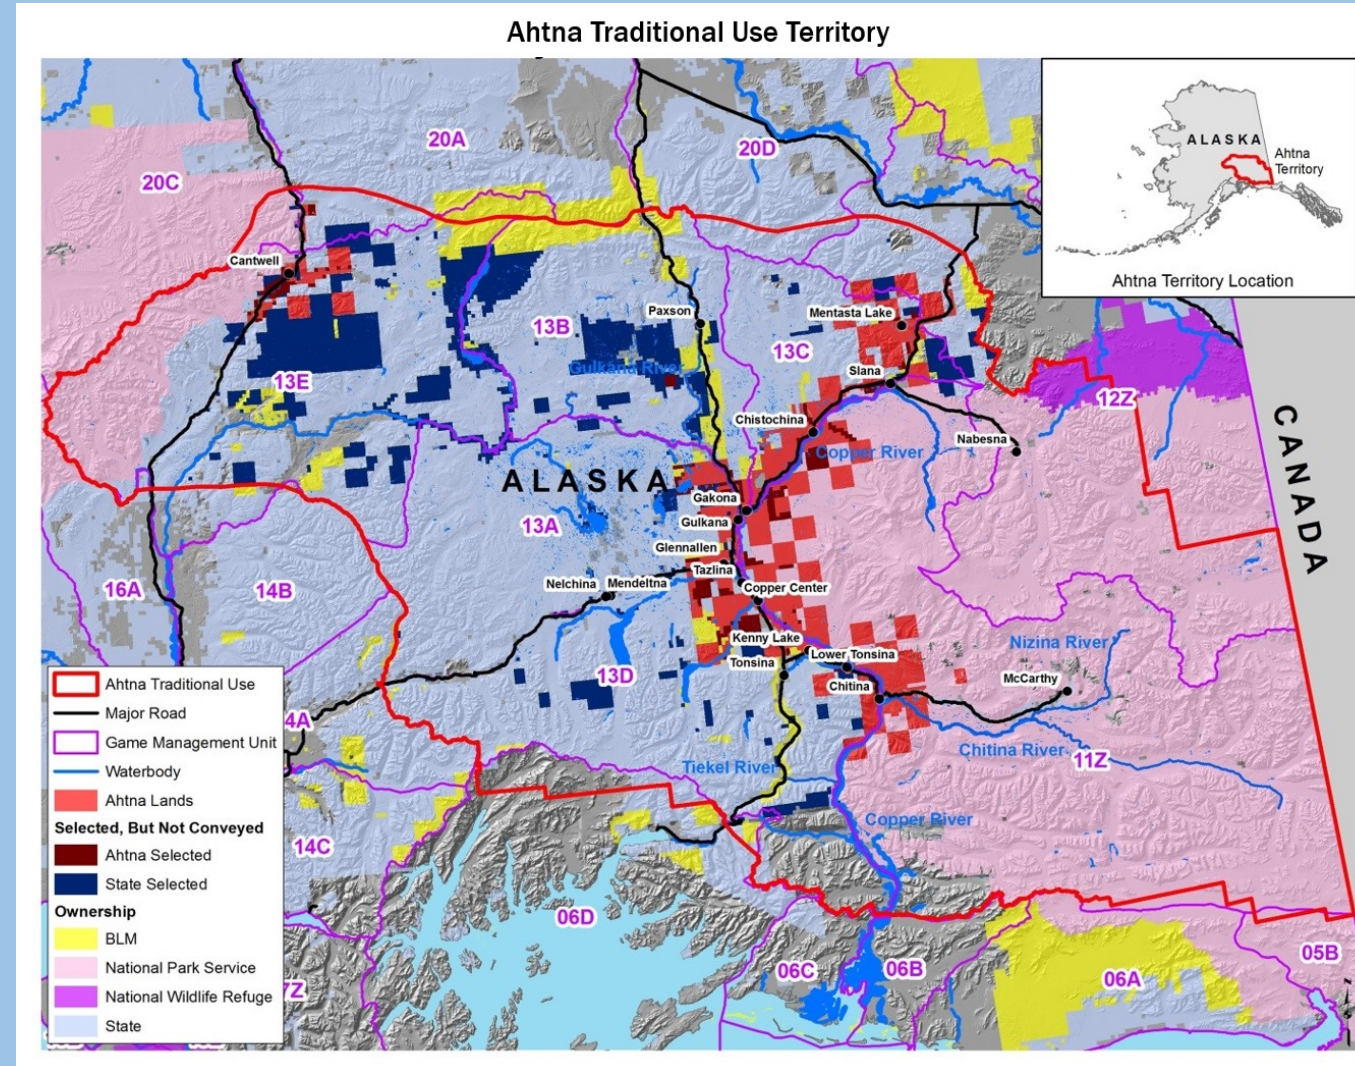 Ahtna Traditional Use Territory
20A
20D
20C
ALASKA
Ahtna
Territory
Ahtna Territory Location
Cantwell
Paxson
Mentasta Lake
13B
13C
Gulkana River
Slana
13E
12Z
Chistochina
Nabesna
Copper River
CANADA
ALASKA
Gakona
Gulkana
13A
Glennallen
Tazlina
Nelchina
Mendeltna
Copper Center
16A
14B
Kenny Lake
Lower Tonsina
Nizina River
Tonsina
13D
Chitina
McCarthy
4A
Chitina River
11Z
Tiekel River
Copper River
14C
06D
06C
06B
06A
05B
7Z
Ahtna Traditional Use
Major Road
Game Management Unit
Waterbody
Ahtna Lands
Selected, But Not Conveyed
Ahtna Selected
State Selected
Ownership
BLM
National Park Service
National Wildlife Refuge
State